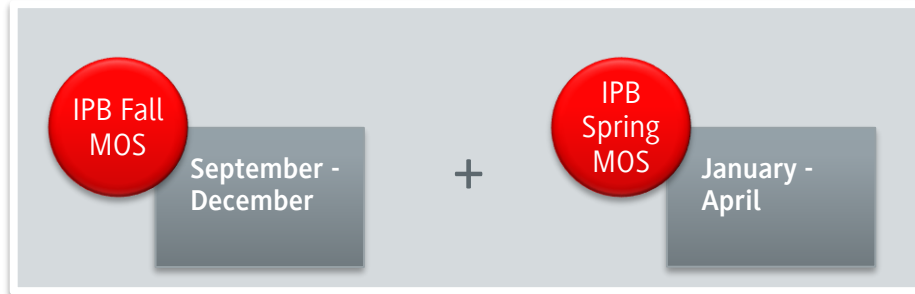 IPB Fall
MOS
September -
December
+
IPB
Spring
MOS
January -
April